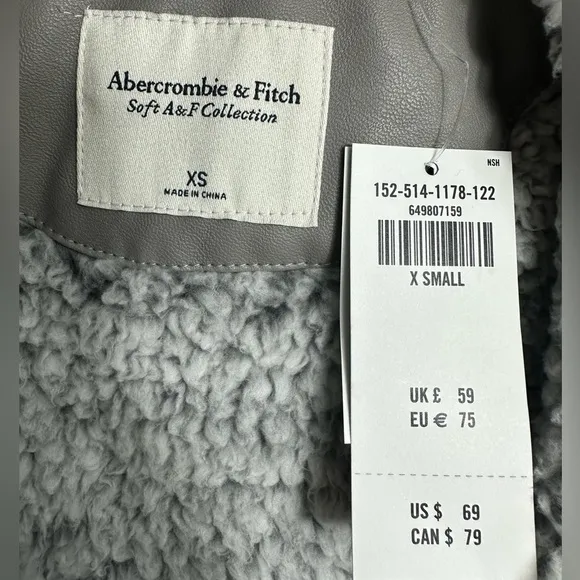 Abercrombie & Fitch
Soft A&F Collection
XS
MADE IN CHINA
NSH
152-514-1178-122
649807159
X SMALL
UK £ 59
EU € 75
US $ 69
CAN $ 79